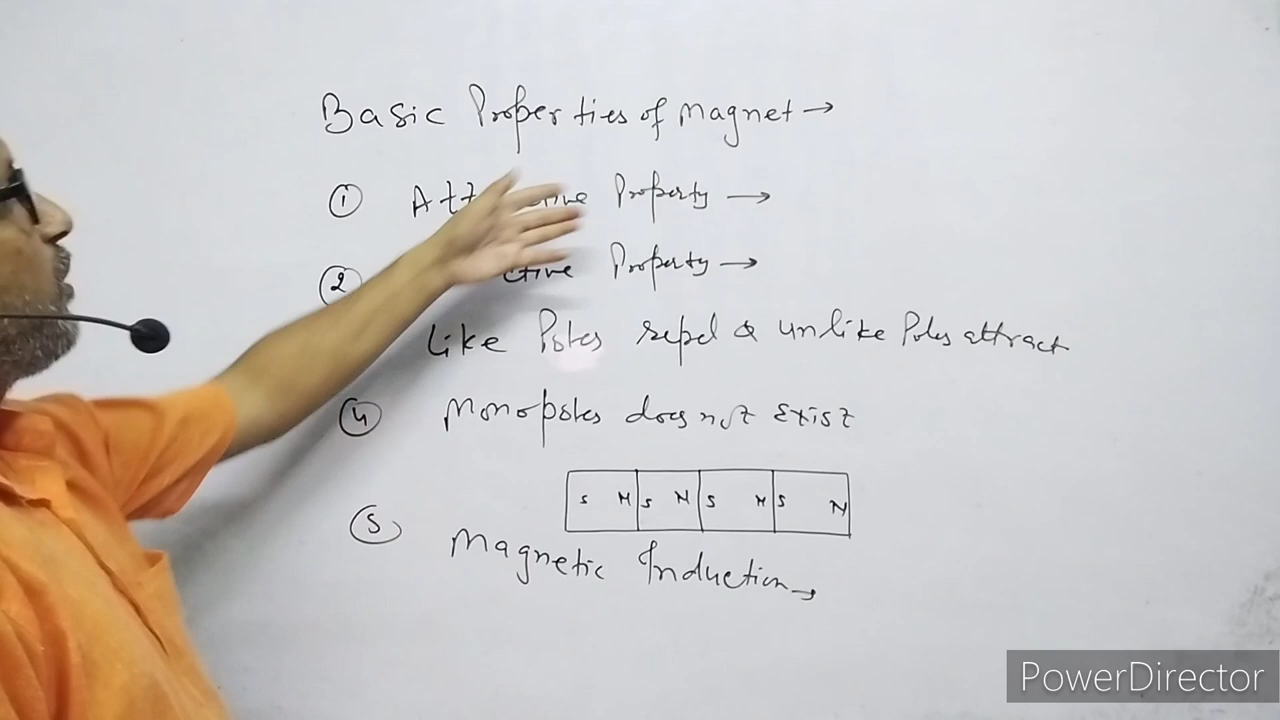 Basic Properties of Magnet →
① Property →
② Property →
Like Poles repel & unlike Poles attract
④ Monopoles does not Exist
S N S N S N S N
⑤ Magnetic Induction →
PowerDirector